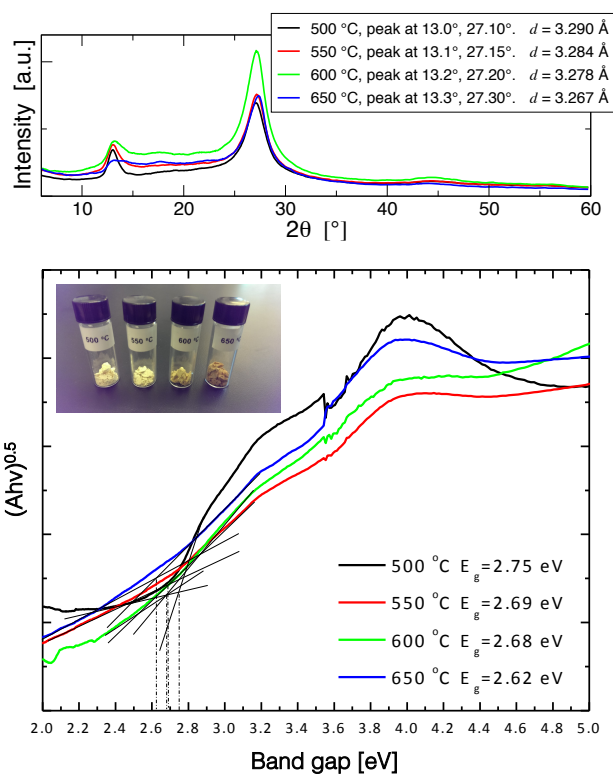 500 °C, peak at 13.0°, 27.10°. d = 3.290 Å
550 °C, peak at 13.1°, 27.15°. d = 3.284 Å
600 °C, peak at 13.2°, 27.20°. d = 3.278 Å
650 °C, peak at 13.3°, 27.30°. d = 3.267 Å
Intensity [a.u.]
10 20 30 40 50 60
2θ [°]
500 °C 550 °C 600 °C 650 °C
(Ahν)0.5
500 °C Eg=2.75 eV
550 °C Eg=2.69 eV
600 °C Eg=2.68 eV
650 °C Eg=2.62 eV
2.0 2.2 2.4 2.6 2.8 3.0 3.2 3.4 3.6 3.8 4.0 4.2 4.4 4.6 4.8 5.0
Band gap [eV]